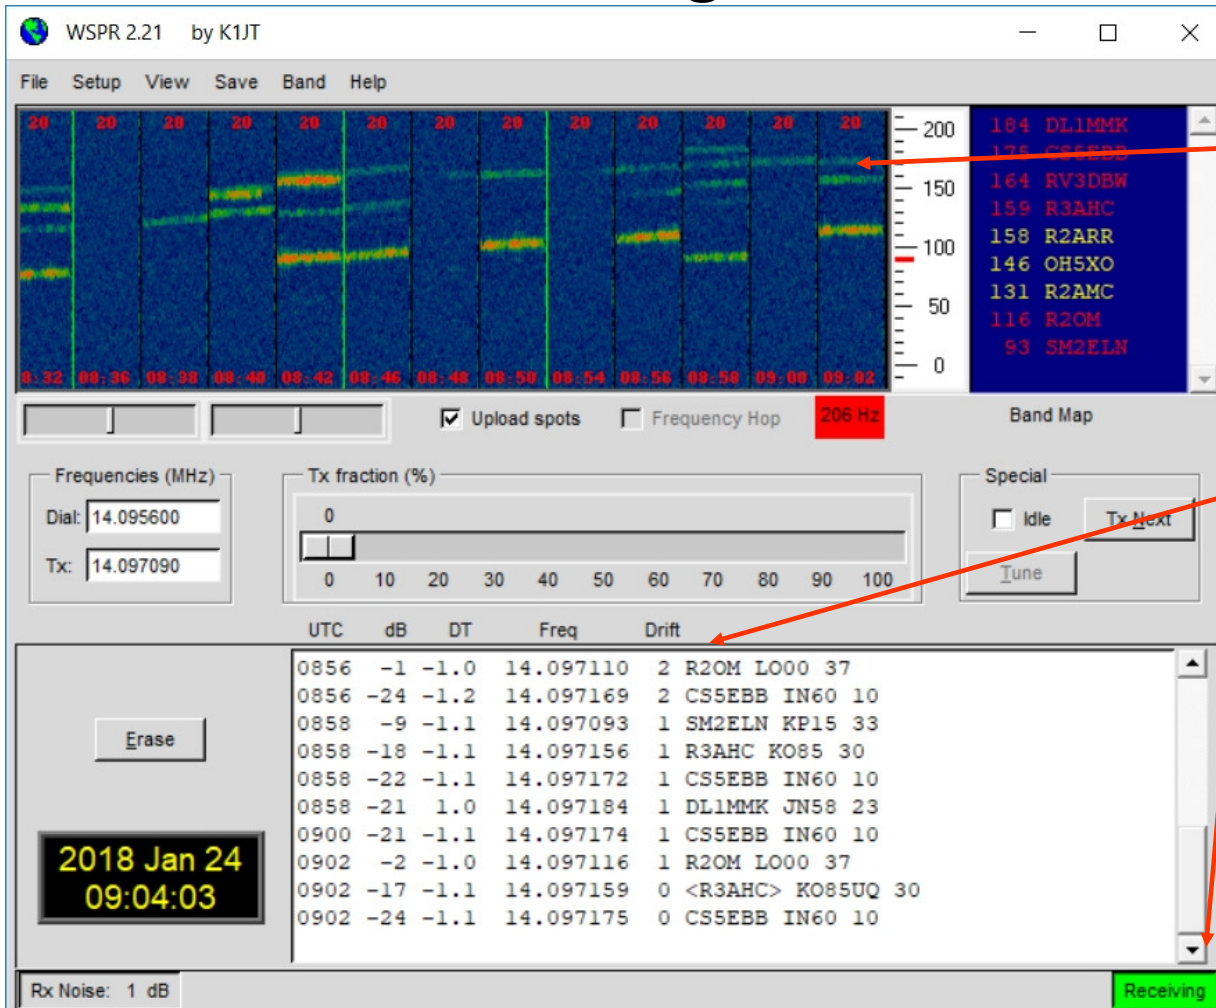 WSPR 2.21 by K1JT
File Setup View Save Band Help
20 20 20 20 20 20 20 20 20 20 20 20 20
8:32 08:36 08:38 08:40 08:42 08:46 08:48 08:50 08:54 08:56 08:58 09:00 09:02
200
150
100
50
0
184 DL1MMK
175 CS5EBB
164 RV3DBW
159 R3AHC
158 R2ARR
146 OH5XO
131 R2AMC
116 R2OM
93 SM2ELN
Upload spots Frequency Hop 206 Hz Band Map
Frequencies (MHz) Tx fraction (%) Special
Dial: 14.095600 0 Idle Tx Next
Tx: 14.097090 0 10 20 30 40 50 60 70 80 90 100 Tune
UTC dB DT Freq Drift
0856 -1 -1.0 14.097110 2 R2OM LO00 37
0856 -24 -1.2 14.097169 2 CS5EBB IN60 10
0858 -9 -1.1 14.097093 1 SM2ELN KP15 33
0858 -18 -1.1 14.097156 1 R3AHC KO85 30
0858 -22 -1.1 14.097172 1 CS5EBB IN60 10
0858 -21 1.0 14.097184 1 DL1MMK JN58 23
0900 -21 -1.1 14.097174 1 CS5EBB IN60 10
0902 -2 -1.0 14.097116 1 R2OM LO00 37
0902 -17 -1.1 14.097159 0 <R3AHC> KO85UQ 30
0902 -24 -1.1 14.097175 0 CS5EBB IN60 10
Erase
2018 Jan 24
09:04:03
Rx Noise: 1 dB Receiving